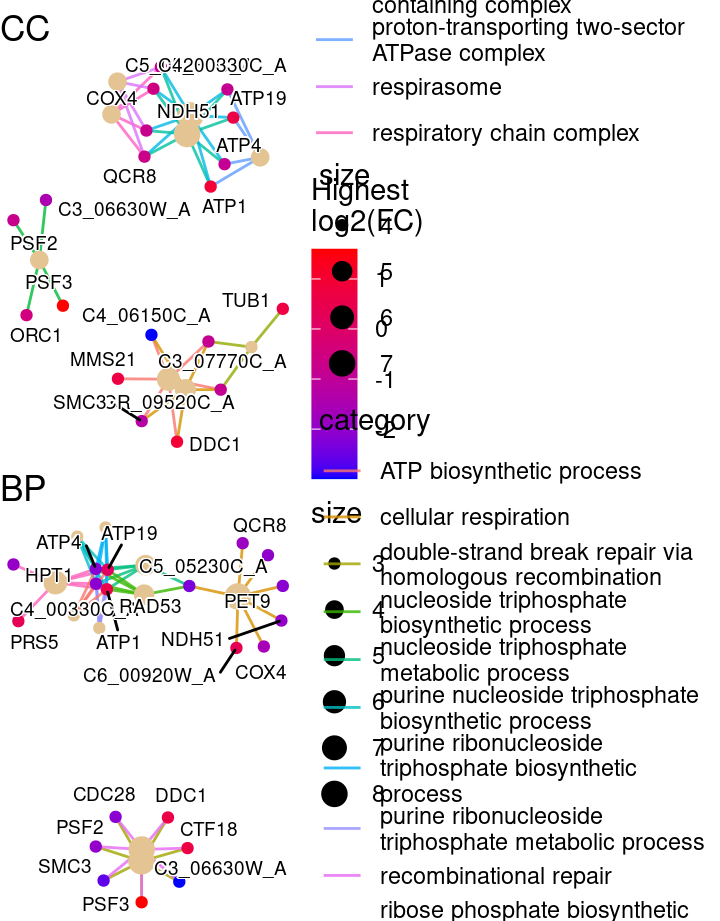 CC
containing complex
proton-transporting two-sector
ATPase complex
respirasome
respiratory chain complex
C5_
C4_00330C_A
COX4
NDH51
ATP19
ATP4
QCR8
ATP1
C3_06630W_A
PSF2
PSF3
ORC1
TUB1
C4_06150C_A
MMS21
C3_07770C_A
SMC3
CR_09520C_A
DDC1
size
Highest
log2(FC)
4
5
6
7
1
0
-1
-2
category
ATP biosynthetic process
size
cellular respiration
3
double-strand break repair via
homologous recombination
4
nucleoside triphosphate
biosynthetic process
5
nucleoside triphosphate
metabolic process
6
purine nucleoside triphosphate
biosynthetic process
7
purine ribonucleoside
triphosphate biosynthetic
8
process
purine ribonucleoside
triphosphate metabolic process
recombinational repair
ribose phosphate biosynthetic
BP
ATP4
ATP19
QCR8
HPT1
C5_05230C_A
C4_00330C_A
RAD53
PET9
PRS5
ATP1
NDH51
C6_00920W_A
COX4
CDC28
DDC1
PSF2
CTF18
SMC3
C3_06630W_A
PSF3